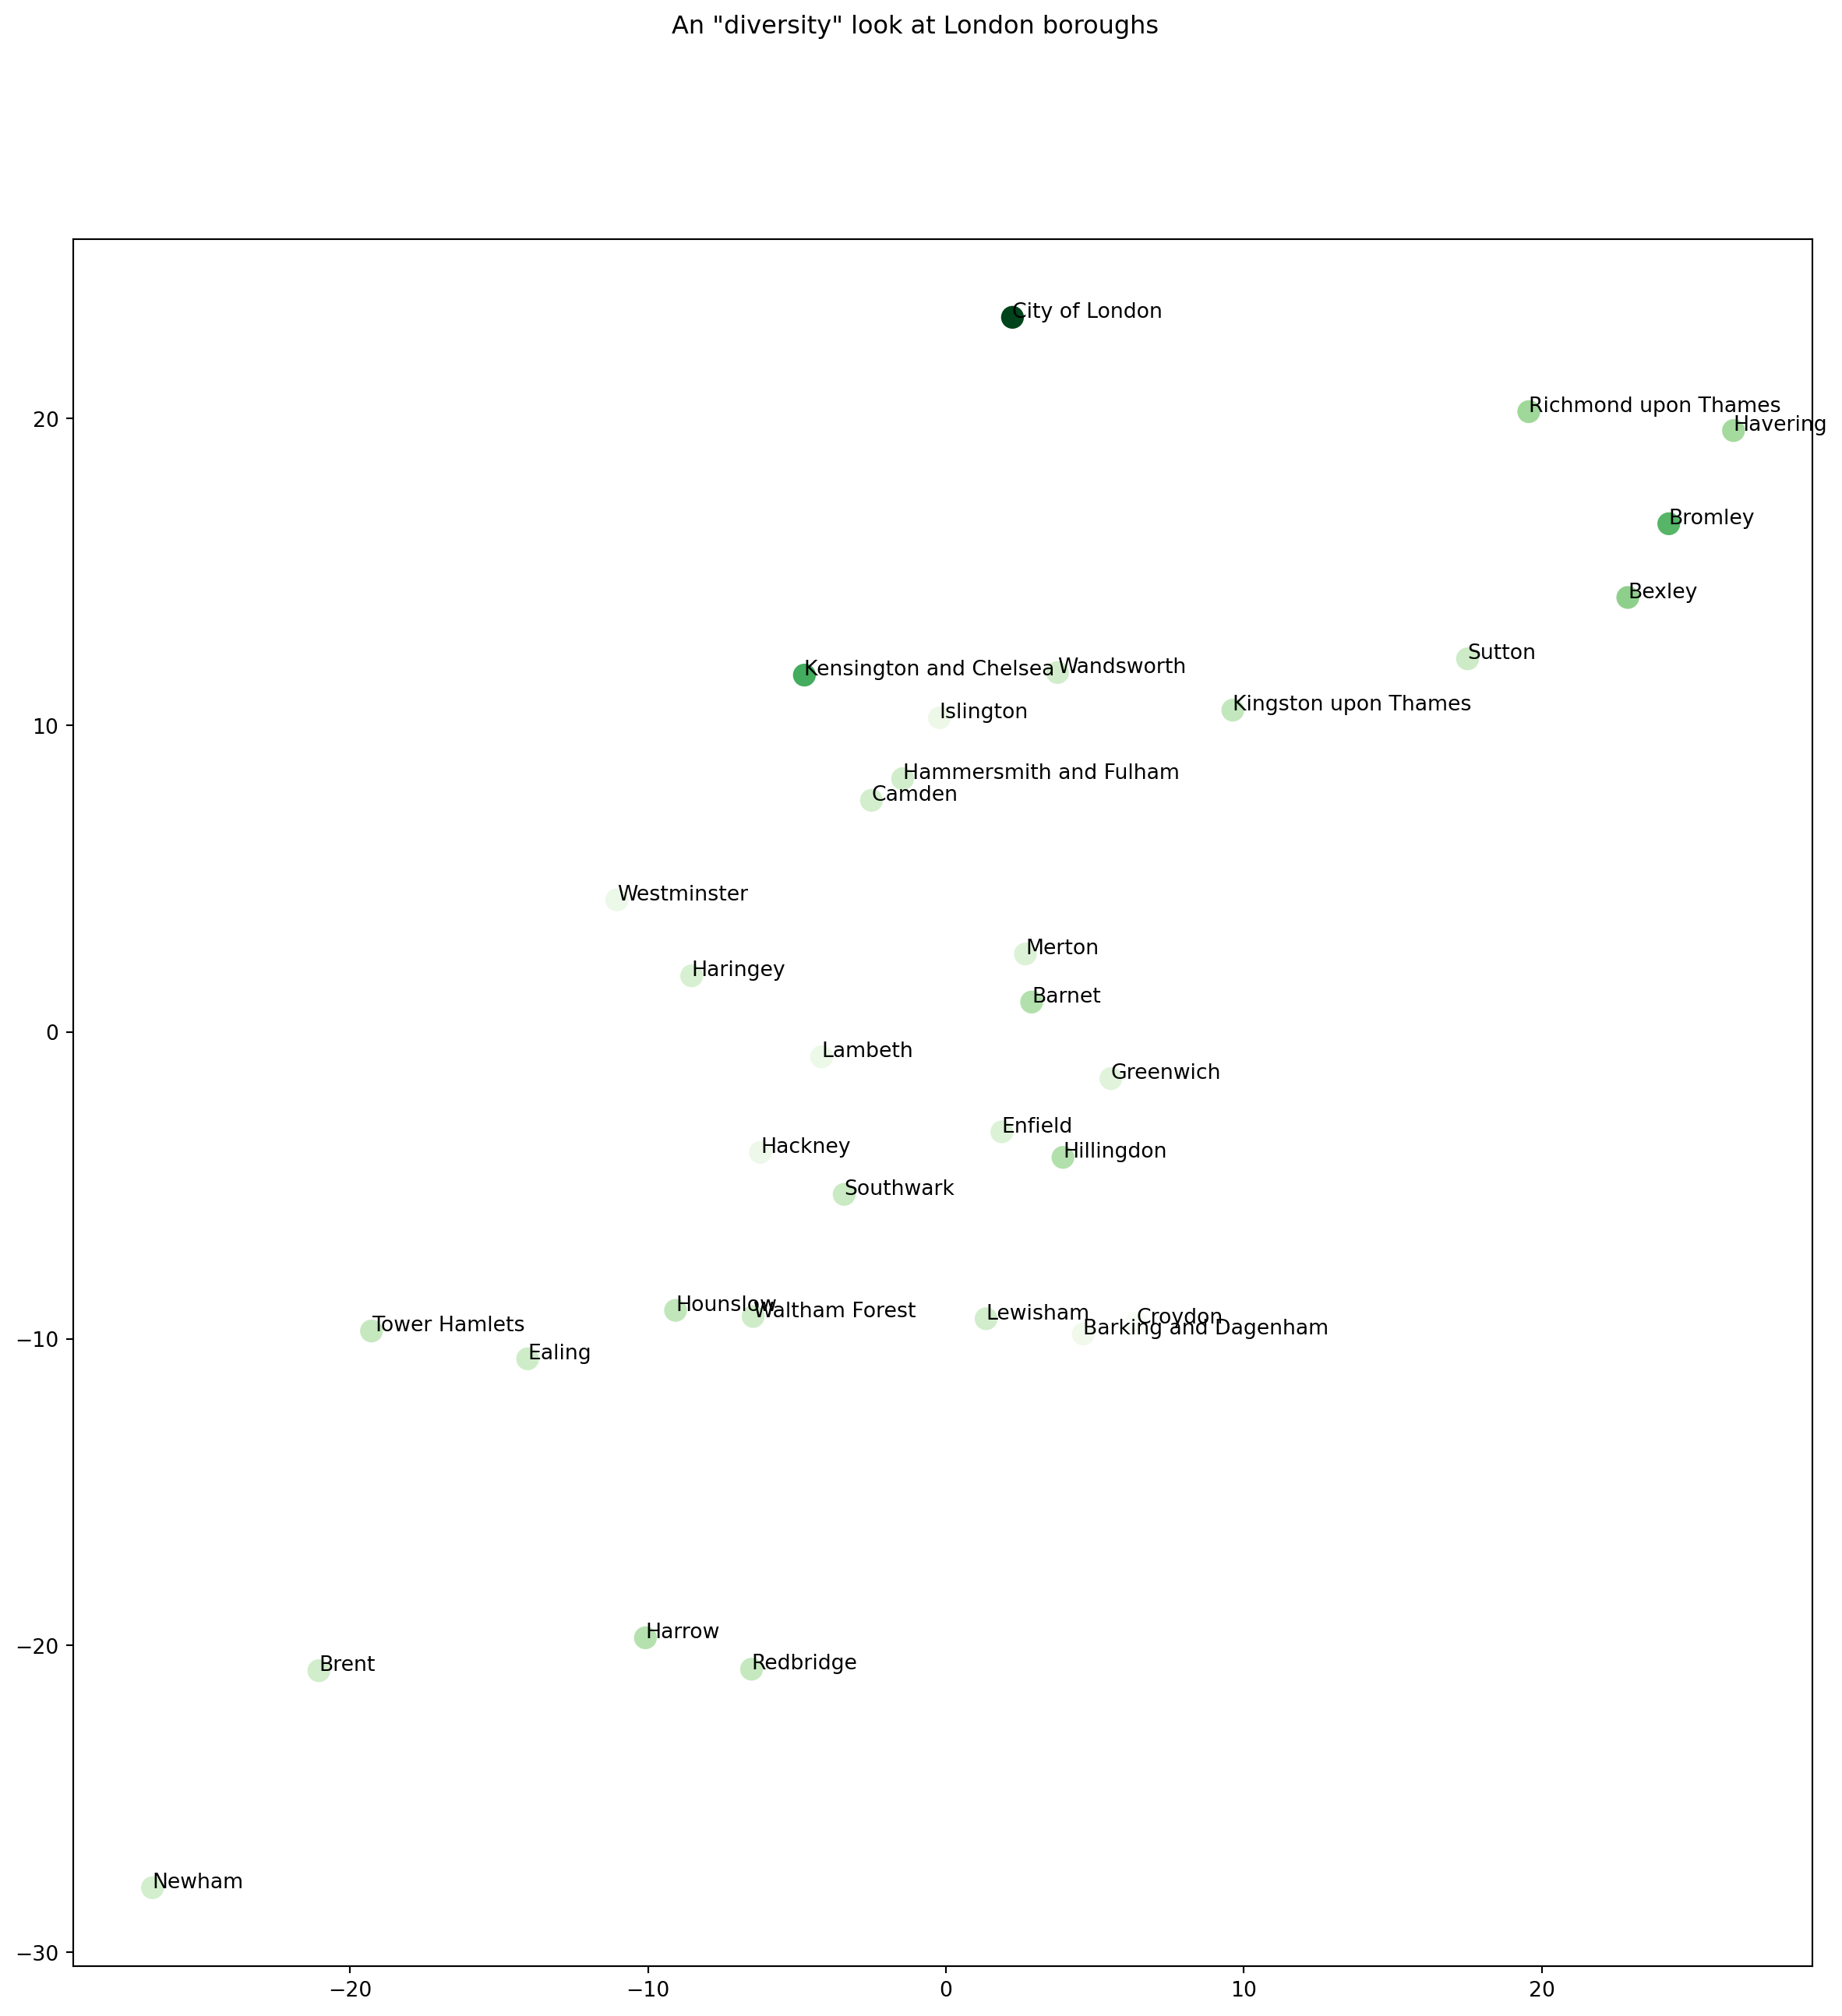 An "diversity" look at London boroughs
City of London
Richmond upon Thames
20
Havering
Bromley
Bexley
Sutton
Kensington and Chelsea
Wandsworth
Kingston upon Thames
Islington
10
Hammersmith and Fulham
Camden
Westminster
Merton
Haringey
Barnet
0
Lambeth
Greenwich
Enfield
Hackney
Hillingdon
Southwark
Hounslow
Waltham Forest
Lewisham
Croydon
Tower Hamlets
Barking and Dagenham
−10
Ealing
Harrow
−20
Brent
Redbridge
Newham
−30
−20
−10
0
10
20